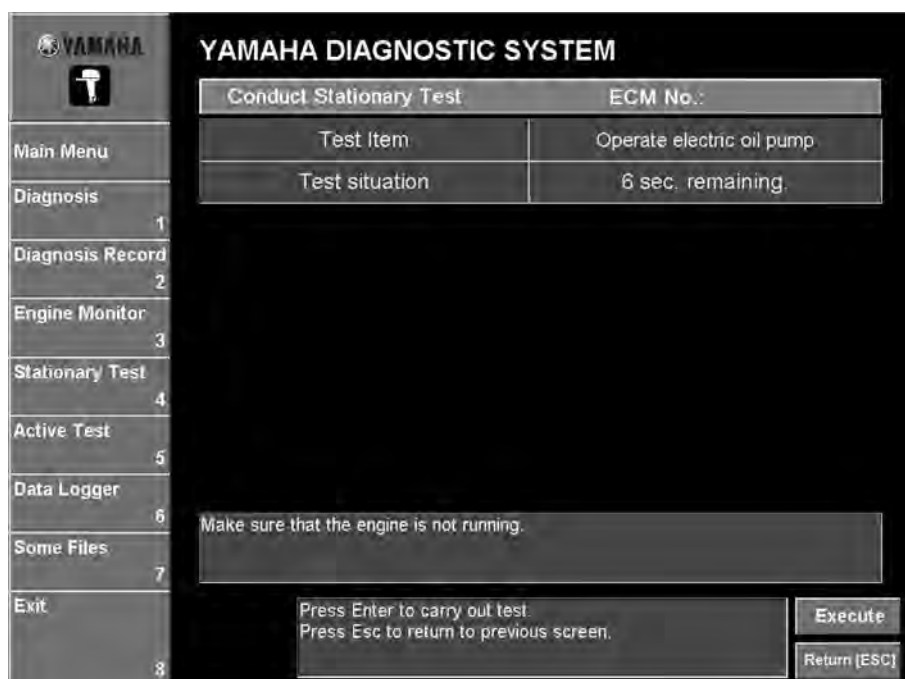 YAMAHA
YAMAHA DIAGNOSTIC SYSTEM
Conduct Stationary Test ECM No.:
Test Item Operate electric oil pump
Test situation 6 sec. remaining.
Main Menu
Diagnosis
1
Diagnosis Record
2
Engine Monitor
3
Stationary Test
4
Active Test
5
Data Logger
6
Some Files
7
Exit
8
Make sure that the engine is not running.
Press Enter to carry out test
Press Esc to return to previous screen.
Execute
Return [ESC]